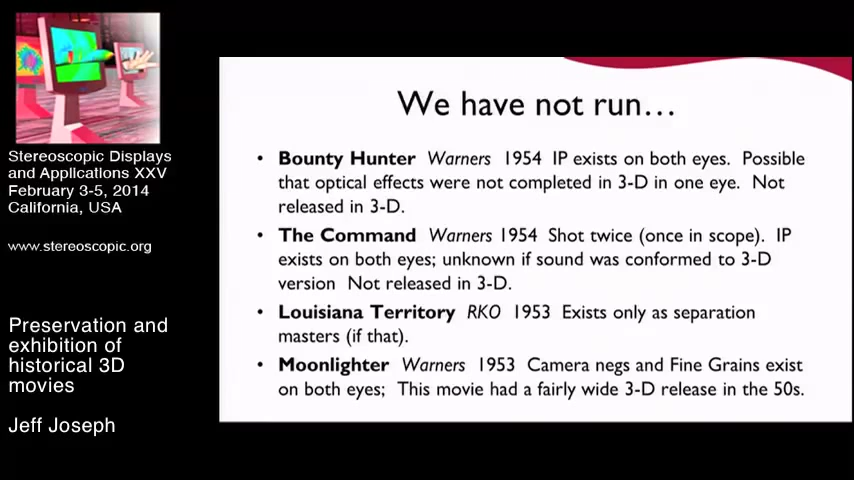 Stereoscopic Displays
and Applications XXV
February 3-5, 2014
California, USA
www.stereoscopic.org
Preservation and
exhibition of
historical 3D
movies
Jeff Joseph
We have not run…
• Bounty Hunter Warners 1954 IP exists on both eyes. Possible
that optical effects were not completed in 3-D in one eye. Not
released in 3-D.
• The Command Warners 1954 Shot twice (once in scope). IP
exists on both eyes; unknown if sound was conformed to 3-D
version Not released in 3-D.
• Louisiana Territory RKO 1953 Exists only as separation
masters (if that).
• Moonlighter Warners 1953 Camera negs and Fine Grains exist
on both eyes; This movie had a fairly wide 3-D release in the 50s.